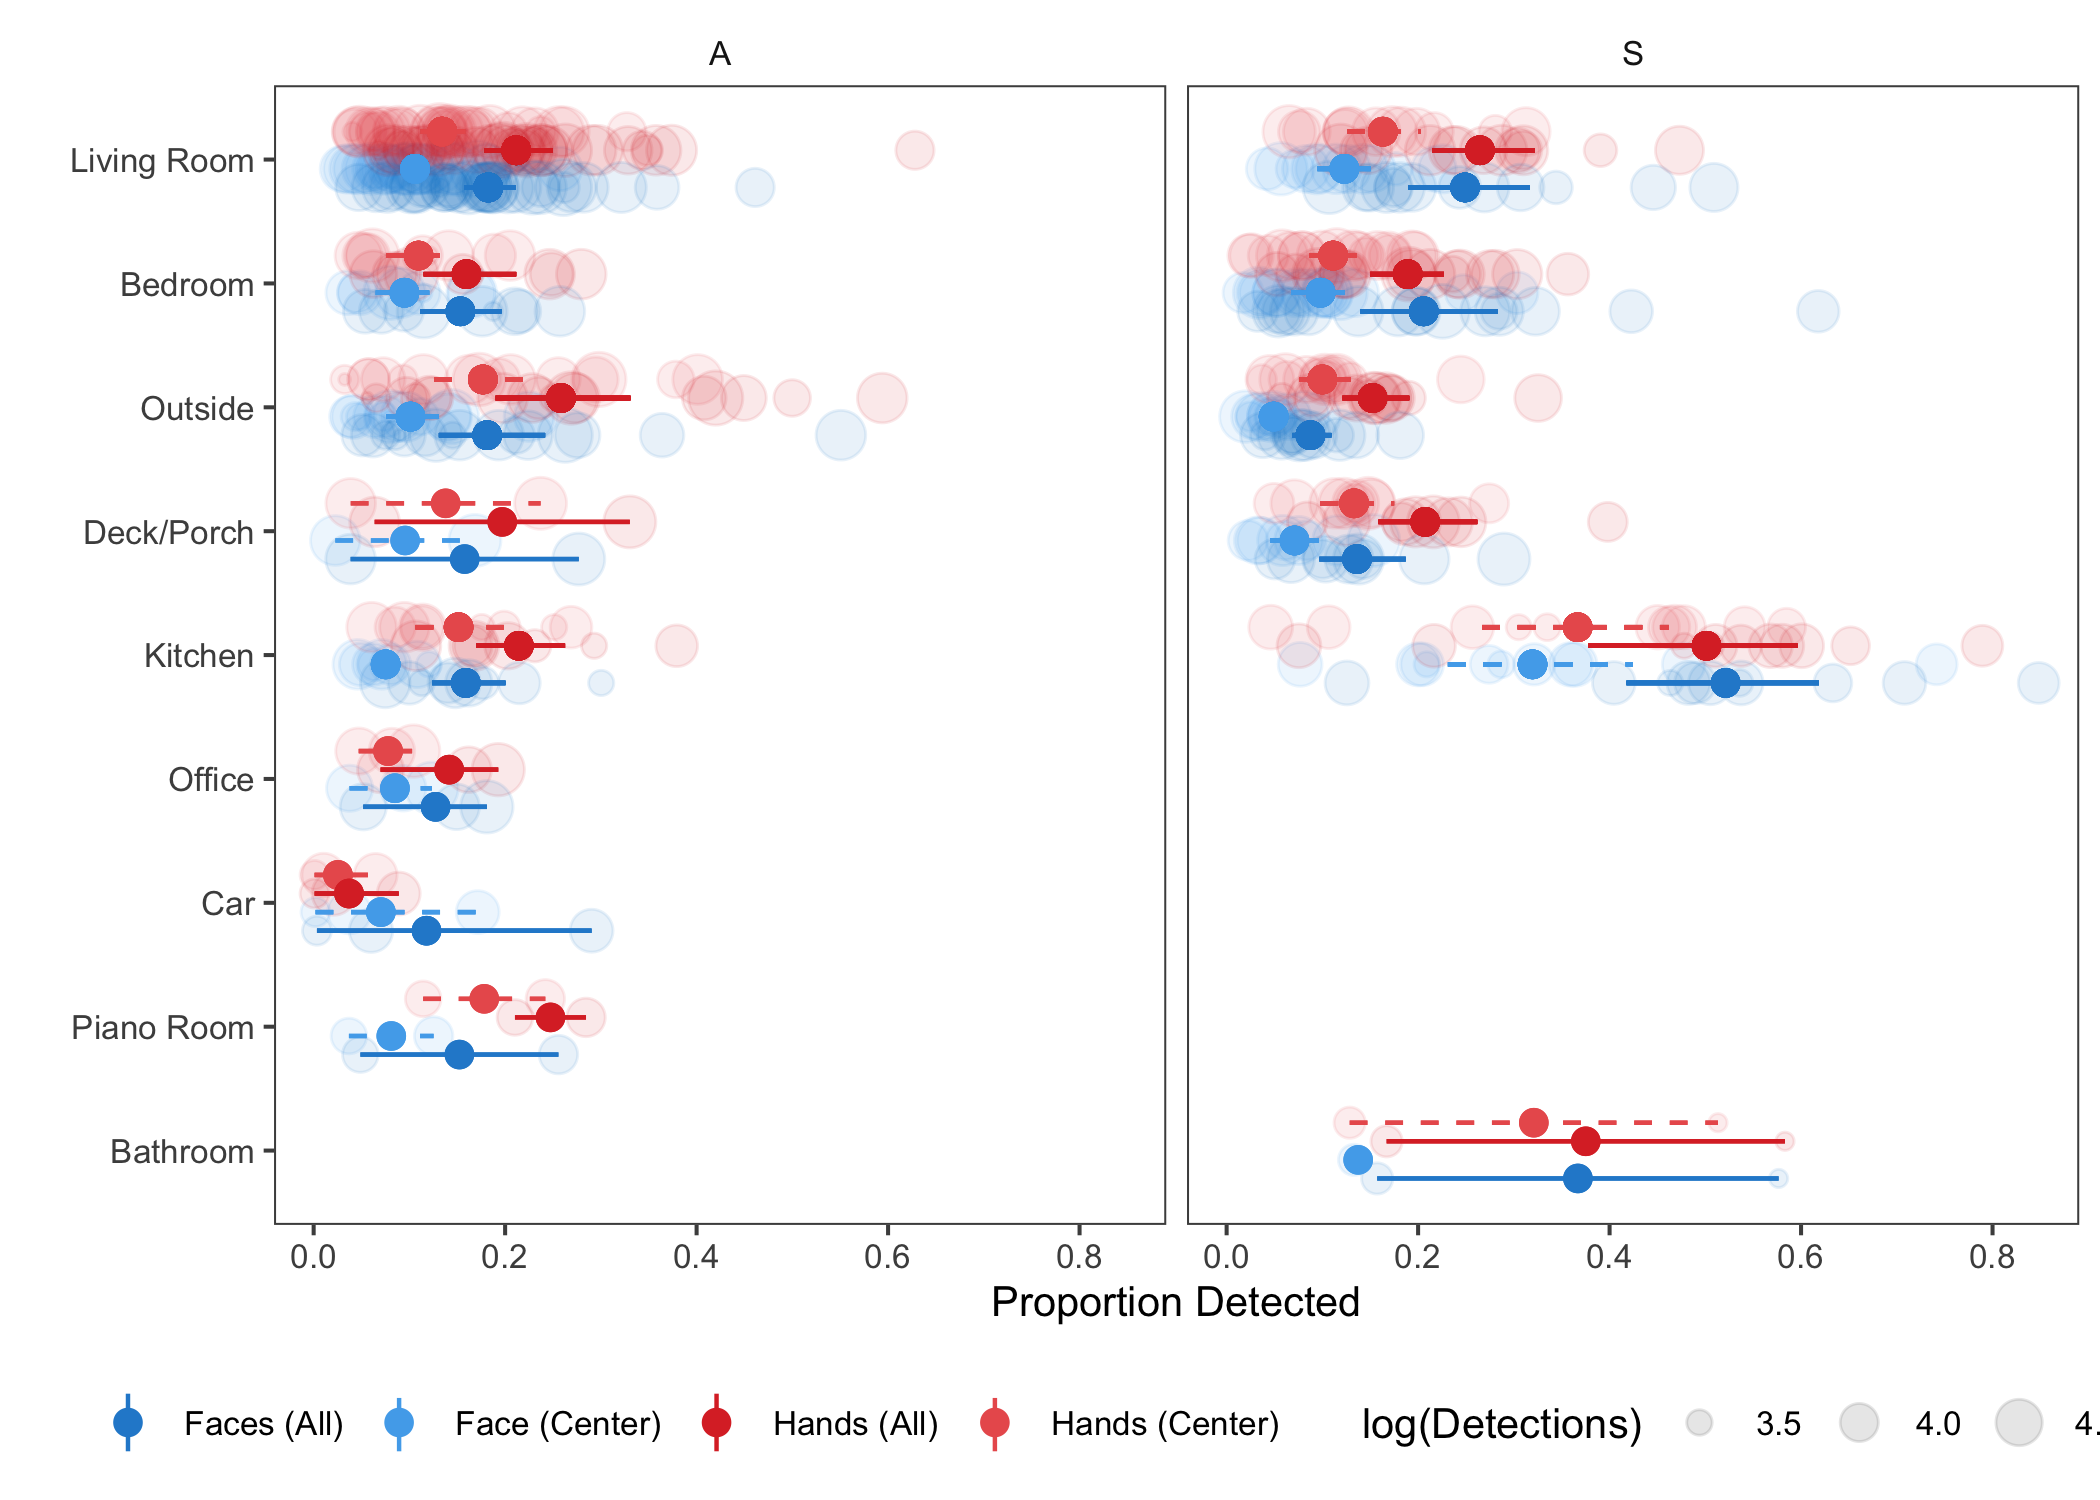 A S
Living Room
Bedroom
Outside
Deck/Porch
Kitchen
Office
Car
Piano Room
Bathroom
0.0 0.2 0.4 0.6 0.8 0.0 0.2 0.4 0.6 0.8
Proportion Detected
Faces (All) Face (Center) Hands (All) Hands (Center) log(Detections) 3.5 4.0 4.